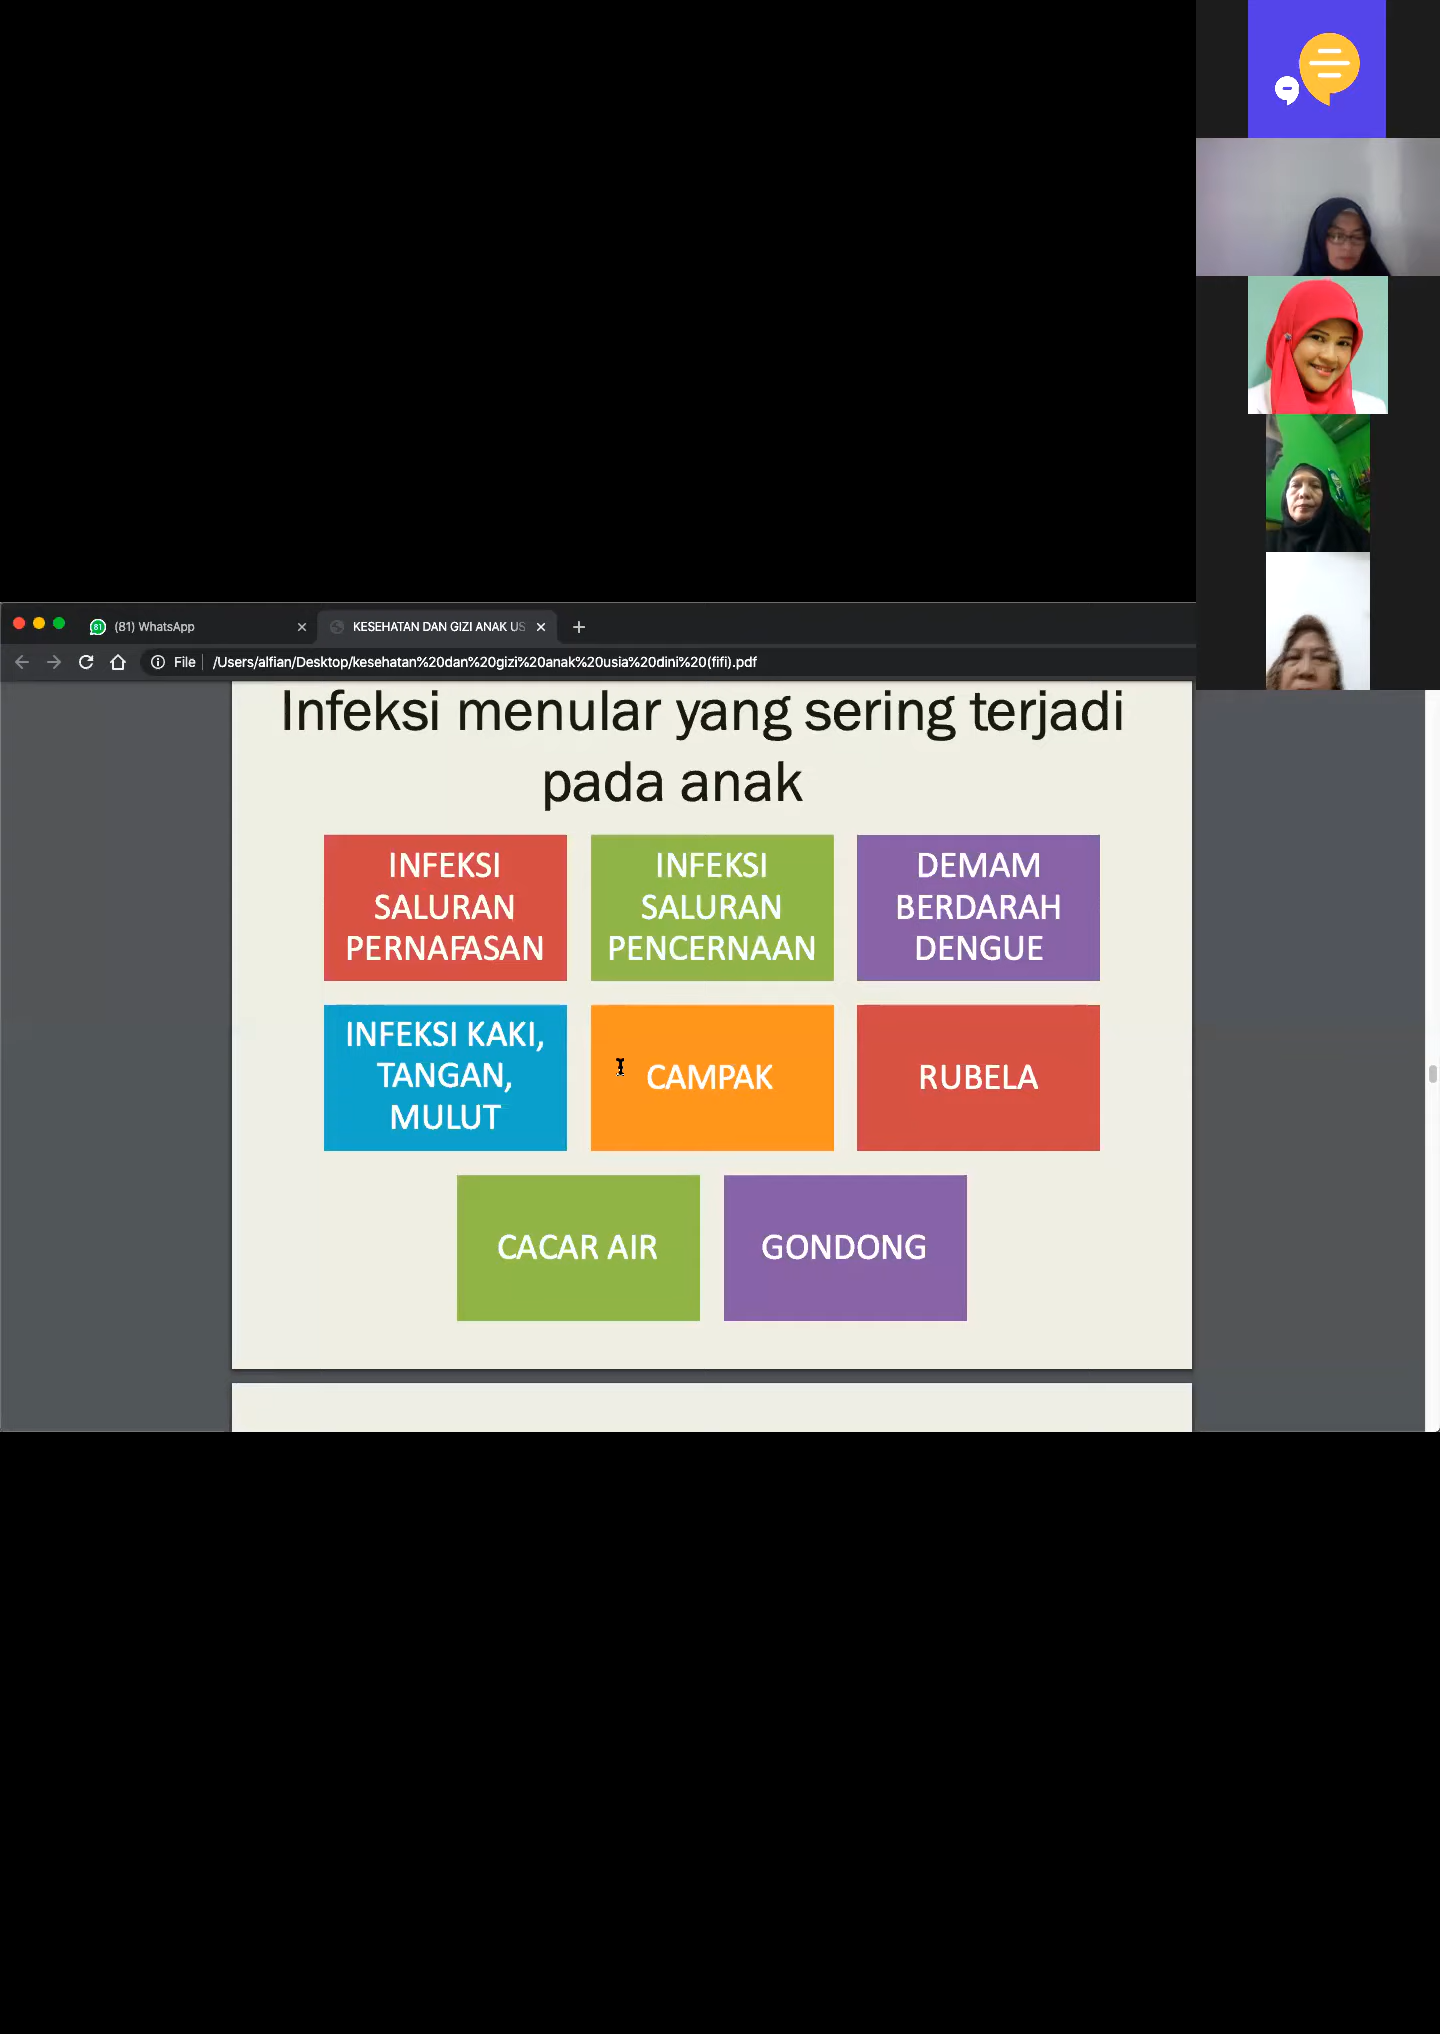 (81) WhatsApp
KESEHATAN DAN GIZI ANAK US
File
/Users/alfian/Desktop/kesehatan%20dan%20gizi%20anak%20usia%20dini%20(fifi).pdf
Infeksi menular yang sering terjadi
pada anak
INFEKSI
SALURAN
PERNAFASAN
INFEKSI
SALURAN
PENCERNAAN
DEMAM
BERDARAH
DENGUE
INFEKSI KAKI,
TANGAN,
MULUT
CAMPAK
RUBELA
CACAR AIR
GONDONG